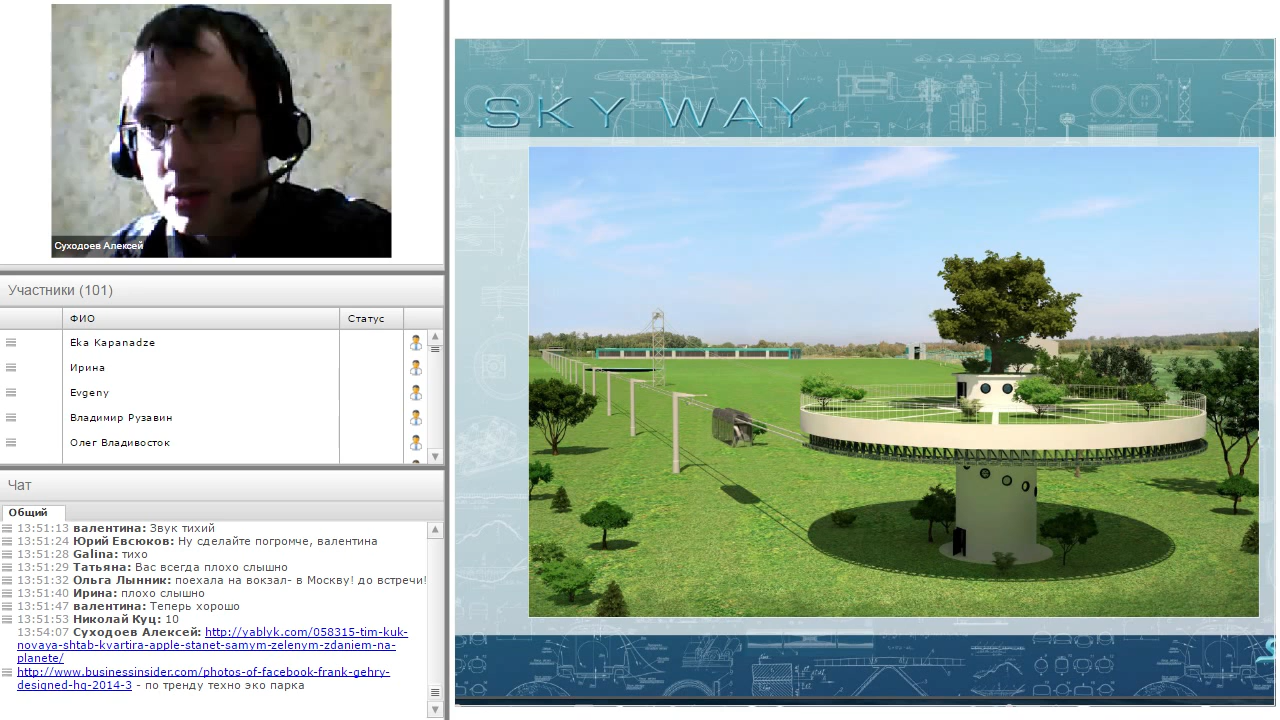 Суходоев Алексей
SKY WAY
Участники (101)
ФИО Статус
Eka Kapanadze
Ирина
Evgeny
Владимир Рузавин
Олег Владивосток
Чат
Общий
13:51:13 валентина: Звук тихий
13:51:24 Юрий Евсюков: Ну сделайте погромче, валентина
13:51:28 Galina: тихо
13:51:29 Татьяна: Вас всегда плохо слышно
13:51:32 Ольга Лынник: поехала на вокзал- в Москву! до встречи!
13:51:40 Ирина: плохо слышно
13:51:47 валентина: Теперь хорошо
13:51:53 Николай Куц: 10
13:54:07 Суходоев Алексей: http://yablyk.com/058315-tim-kuk-
novaya-shtab-kvartira-apple-stanet-samym-zelenym-zdaniem-na-
planete/
http://www.businessinsider.com/photos-of-facebook-frank-gehry-
designed-hq-2014-3 - по тренду техно эко парка